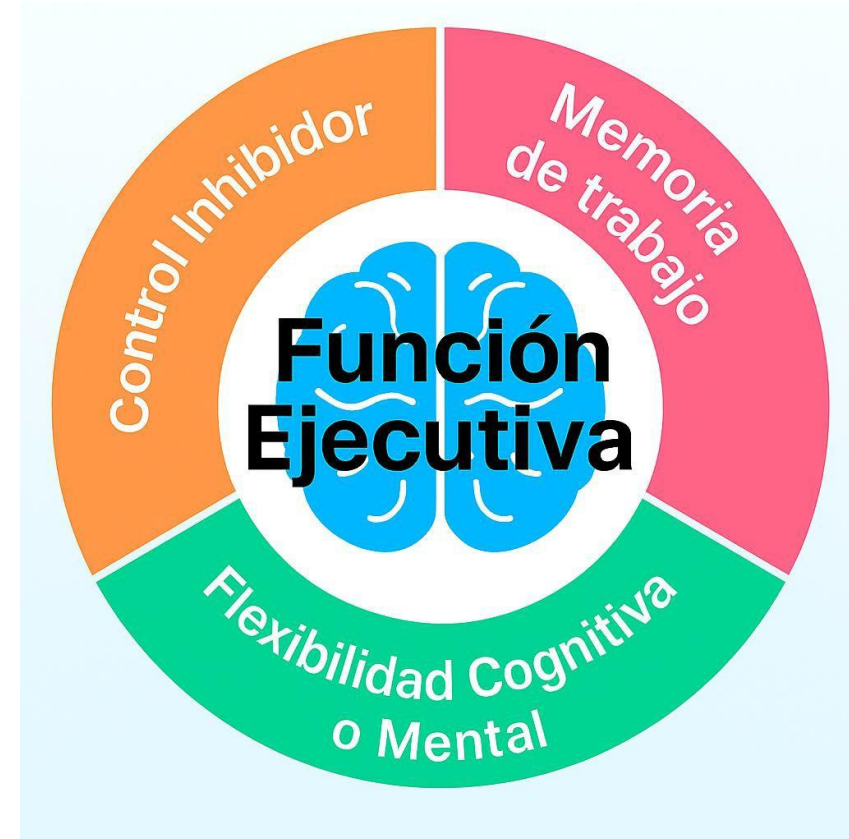 Control Inhibidor
Memoria
de trabajo
Función
Ejecutiva
Flexibilidad Cognitiva
o Mental